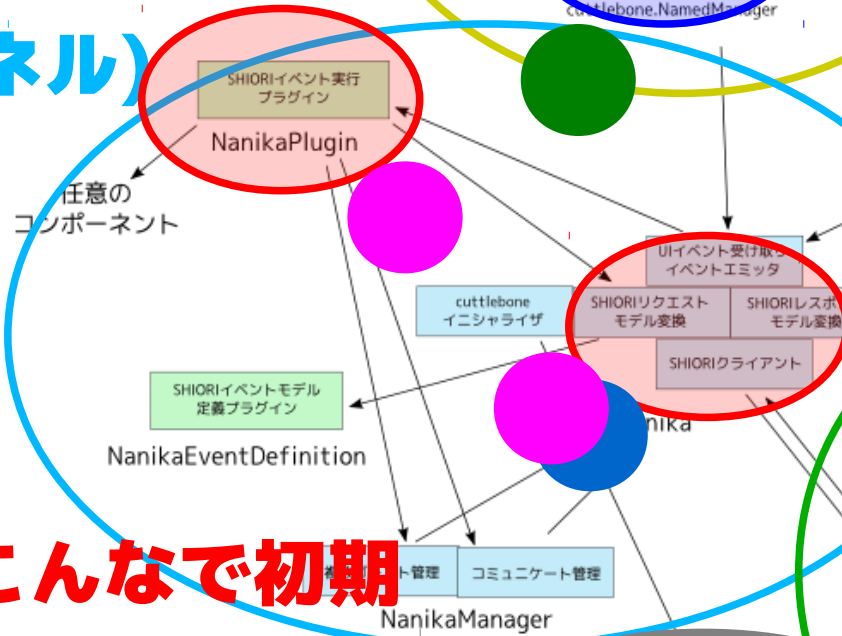 cuttlebone.NamedManager
ネル)
SHIORIイベント実行
プラグイン
NanikaPlugin
任意の
コンポーネント
UIイベント受け取り
イベントエミッタ
cuttlebone
イニシャライザ
SHIORIリクエスト
モデル変換
SHIORIレスポ
モデル変換
SHIORIクライアント
nika
SHIORIイベントモデル
定義プラグイン
NanikaEventDefinition
こんなで初期
ト管理
コミュニケート管理
NanikaManager